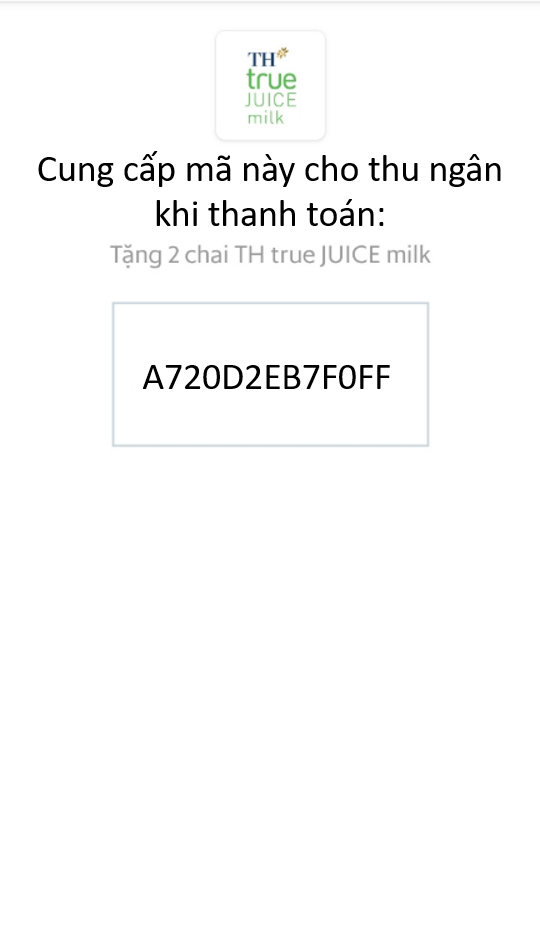 TH
true
JUICE
milk
Cung cấp mã này cho thu ngân
khi thanh toán:
Tặng 2 chai TH true JUICE milk
A720D2EB7F0FF